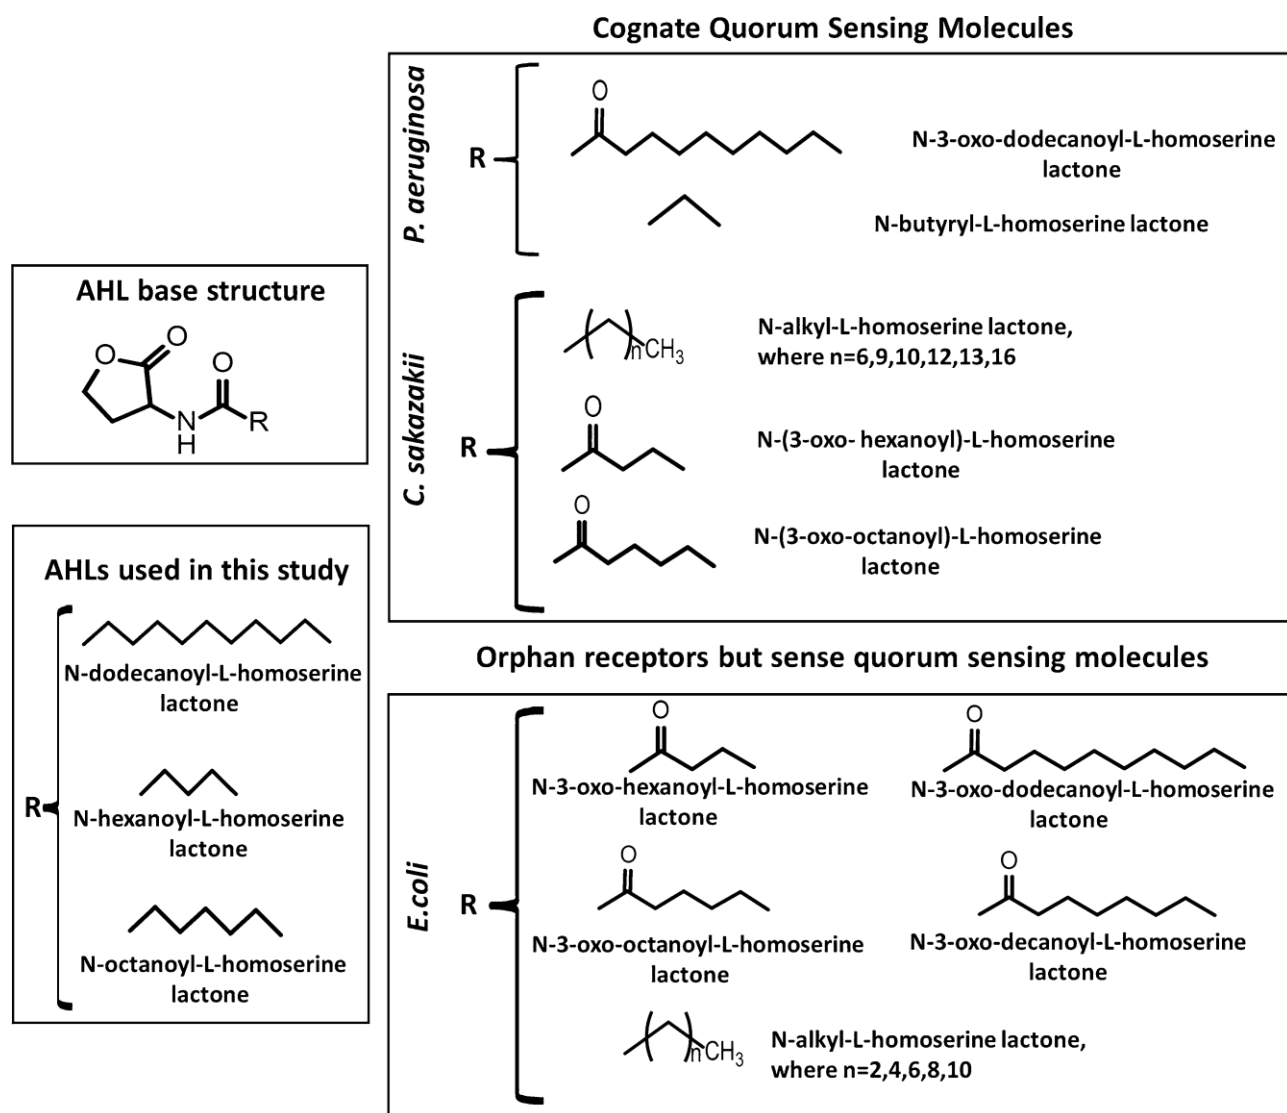 Cognate Quorum Sensing Molecules
P. aeruginosa
R
O
N-3-oxo-dodecanoyl-L-homoserine
lactone
N-butyryl-L-homoserine lactone
AHL base structure
O
O
O
N
H
R
C. sakazakii
R
nCH3
N-alkyl-L-homoserine lactone,
where n=6,9,10,12,13,16
O
N-(3-oxo- hexanoyl)-L-homoserine
lactone
O
N-(3-oxo-octanoyl)-L-homoserine
lactone
AHLs used in this study
R
N-dodecanoyl-L-homoserine
lactone
N-hexanoyl-L-homoserine
lactone
N-octanoyl-L-homoserine
lactone
Orphan receptors but sense quorum sensing molecules
E.coli
R
O
N-3-oxo-hexanoyl-L-homoserine
lactone
O
N-3-oxo-dodecanoyl-L-homoserine
lactone
O
N-3-oxo-octanoyl-L-homoserine
lactone
O
N-3-oxo-decanoyl-L-homoserine
lactone
nCH3
N-alkyl-L-homoserine lactone,
where n=2,4,6,8,10